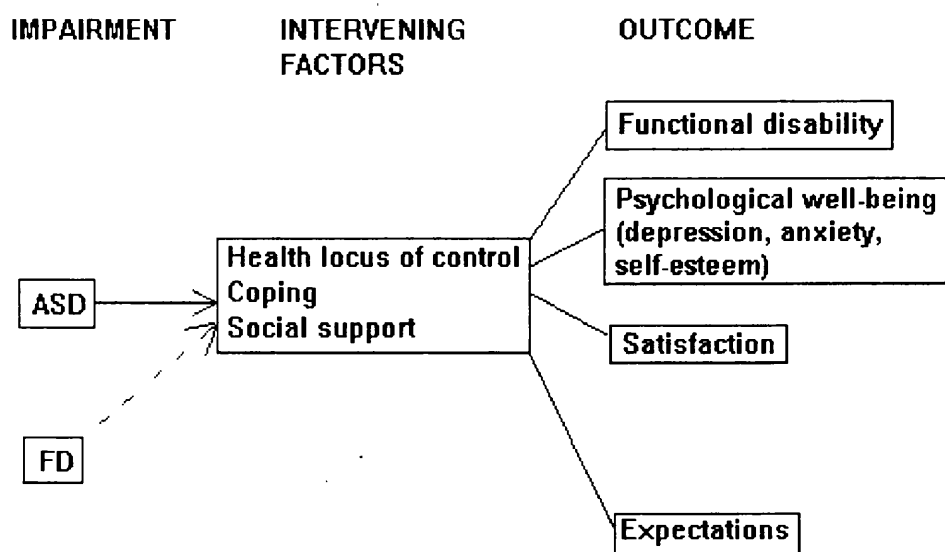 IMPAIRMENT
INTERVENING
FACTORS
OUTCOME
Functional disability
Psychological well-being
(depression, anxiety,
self-esteem)
Health locus of control
Coping
Social support
ASD
Satisfaction
FD
Expectations